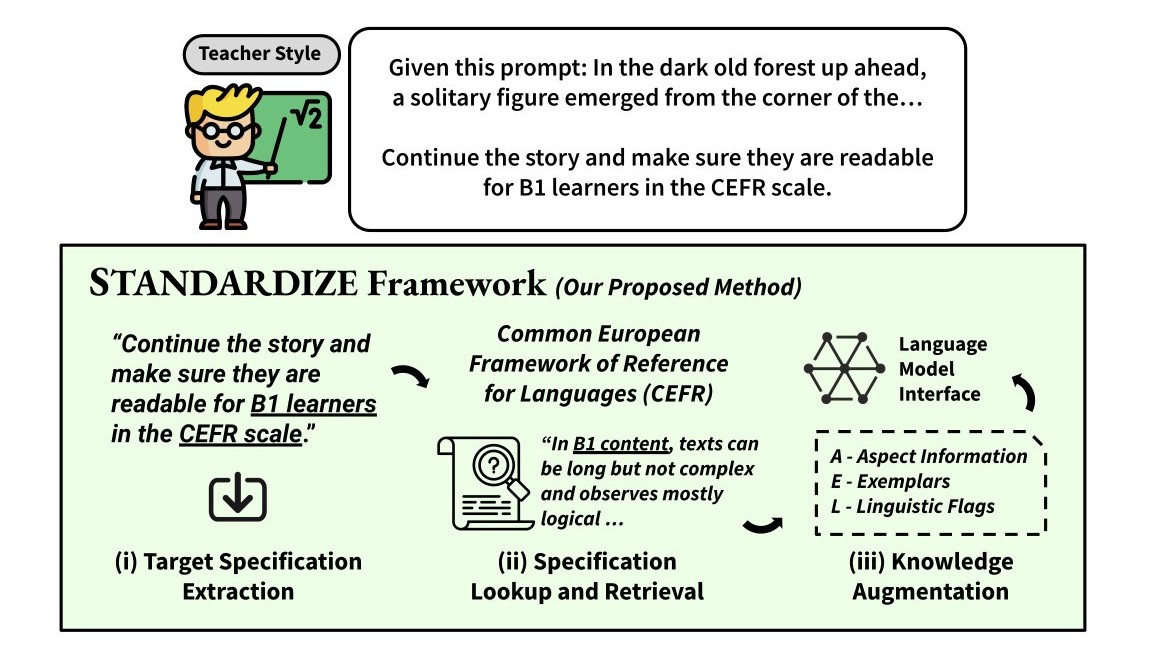 Teacher Style
√2
Given this prompt: In the dark old forest up ahead,
a solitary figure emerged from the corner of the...
Continue the story and make sure they are readable
for B1 learners in the CEFR scale.
STANDARDIZE Framework (Our Proposed Method)
“Continue the story and
make sure they are
readable for B1 learners
in the CEFR scale.”
(i) Target Specification
Extraction
Common European
Framework of Reference
for Languages (CEFR)
?
“In B1 content, texts can
be long but not complex
and observes mostly
logical ...
(ii) Specification
Lookup and Retrieval
Language
Model
Interface
A - Aspect Information
E - Exemplars
L - Linguistic Flags
(iii) Knowledge
Augmentation